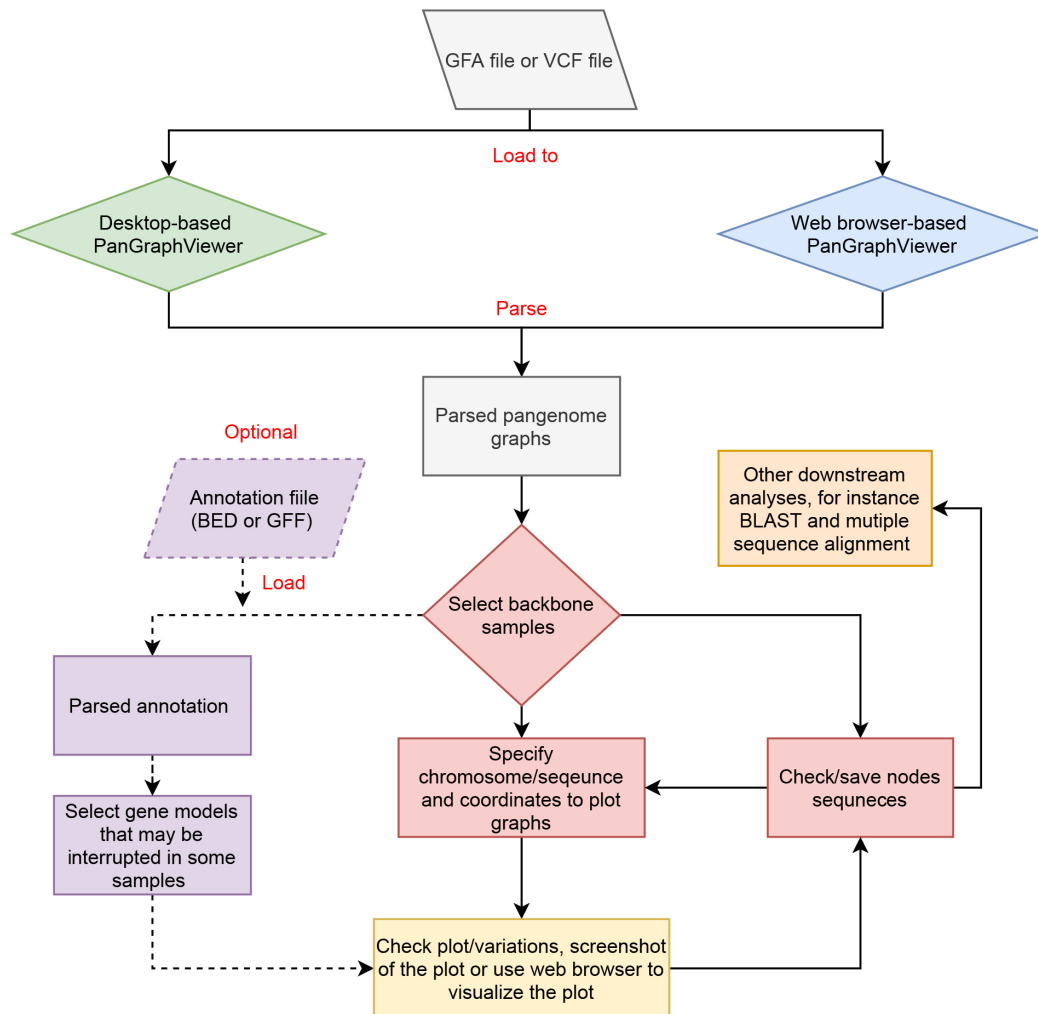 GFA file or VCF file
Load to
Desktop-based
PanGraphViewer
Web browser-based
PanGraphViewer
Parse
Parsed pangenome
graphs
Optional
Annotation fiile
(BED or GFF)
Load
Other downstream
analyses, for instance
BLAST and mutiple
sequence alignment
Select backbone
samples
Parsed annotation
Specify
chromosome/seqeunce
and coordinates to plot
graphs
Check/save nodes
sequneces
Select gene models
that may be
interrupted in some
samples
Check plot/variations, screenshot
of the plot or use web browser to
visualize the plot